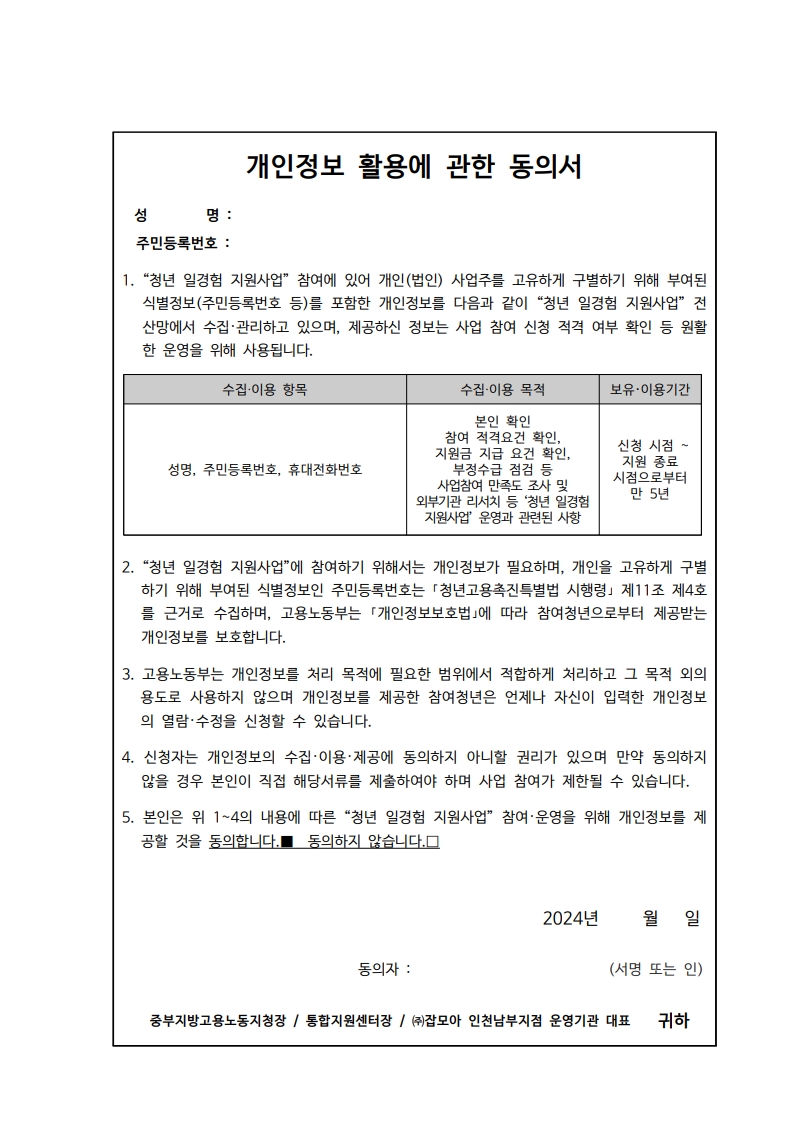 개인정보 활용에 관한 동의서
성 명 :
주민등록번호 :
1. “청년 일경험 지원사업” 참여에 있어 개인(법인) 사업주를 고유하게 구별하기 위해 부여된
식별정보(주민등록번호 등)를 포함한 개인정보를 다음과 같이 “청년 일경험 지원사업” 전
산망에서 수집·관리하고 있으며, 제공하신 정보는 사업 참여 신청 적격 여부 확인 등 원활
한 운영을 위해 사용됩니다.
수집·이용 항목
수집·이용 목적
보유·이용기간
성명, 주민등록번호, 휴대전화번호
본인 확인
참여 적격요건 확인,
지원금 지급 요건 확인,
부정수급 점검 등
사업참여 만족도 조사 및
외부기관 리서치 등 ‘청년 일경험
지원사업’ 운영과 관련된 사항
신청 시점 ~
지원 종료
시점으로부터
만 5년
2. “청년 일경험 지원사업”에 참여하기 위해서는 개인정보가 필요하며, 개인을 고유하게 구별
하기 위해 부여된 식별정보인 주민등록번호는 「청년고용촉진특별법 시행령」 제11조 제4호
를 근거로 수집하며, 고용노동부는 「개인정보보호법」에 따라 참여청년으로부터 제공받는
개인정보를 보호합니다.
3. 고용노동부는 개인정보를 처리 목적에 필요한 범위에서 적합하게 처리하고 그 목적 외의
용도로 사용하지 않으며 개인정보를 제공한 참여청년은 언제나 자신이 입력한 개인정보
의 열람·수정을 신청할 수 있습니다.
4. 신청자는 개인정보의 수집·이용·제공에 동의하지 아니할 권리가 있으며 만약 동의하지
않을 경우 본인이 직접 해당서류를 제출하여야 하며 사업 참여가 제한될 수 있습니다.
5. 본인은 위 1~4의 내용에 따른 “청년 일경험 지원사업” 참여·운영을 위해 개인정보를 제
공할 것을 동의합니다.■ 동의하지 않습니다.□
2024년 월 일
동의자 : (서명 또는 인)
중부지방고용노동지청장 / 통합지원센터장 / ㈜잡모아 인천남부지점 운영기관 대표 귀하